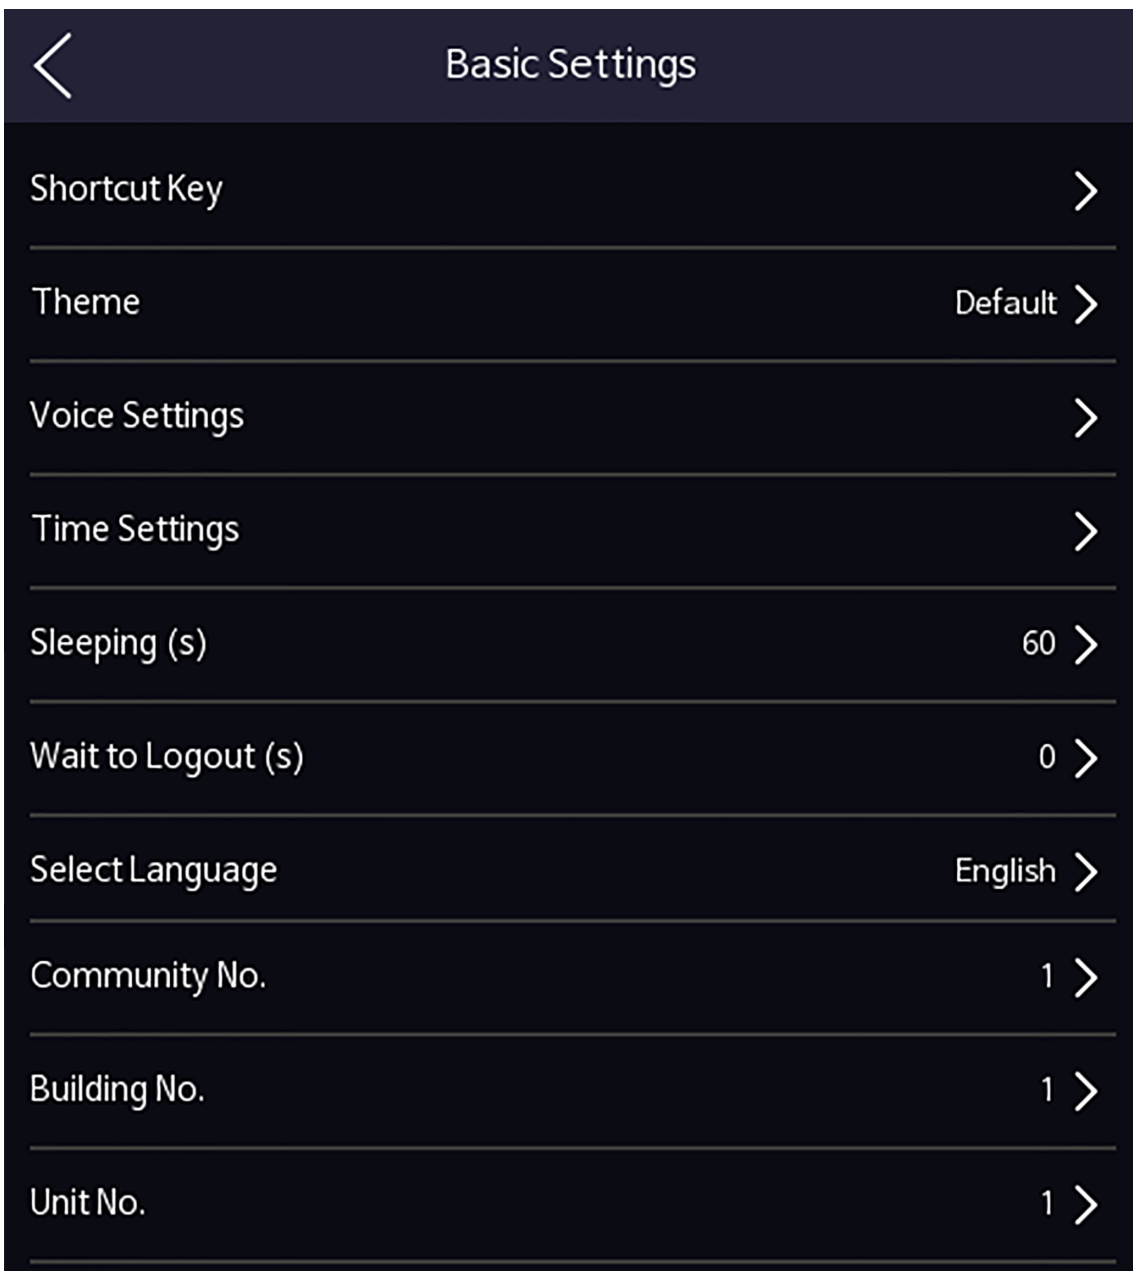 Basic Settings
Shortcut Key
Theme Default
Voice Settings
Time Settings
Sleeping (s) 60
Wait to Logout (s) 0
Select Language English
Community No. 1
Building No. 1
Unit No. 1